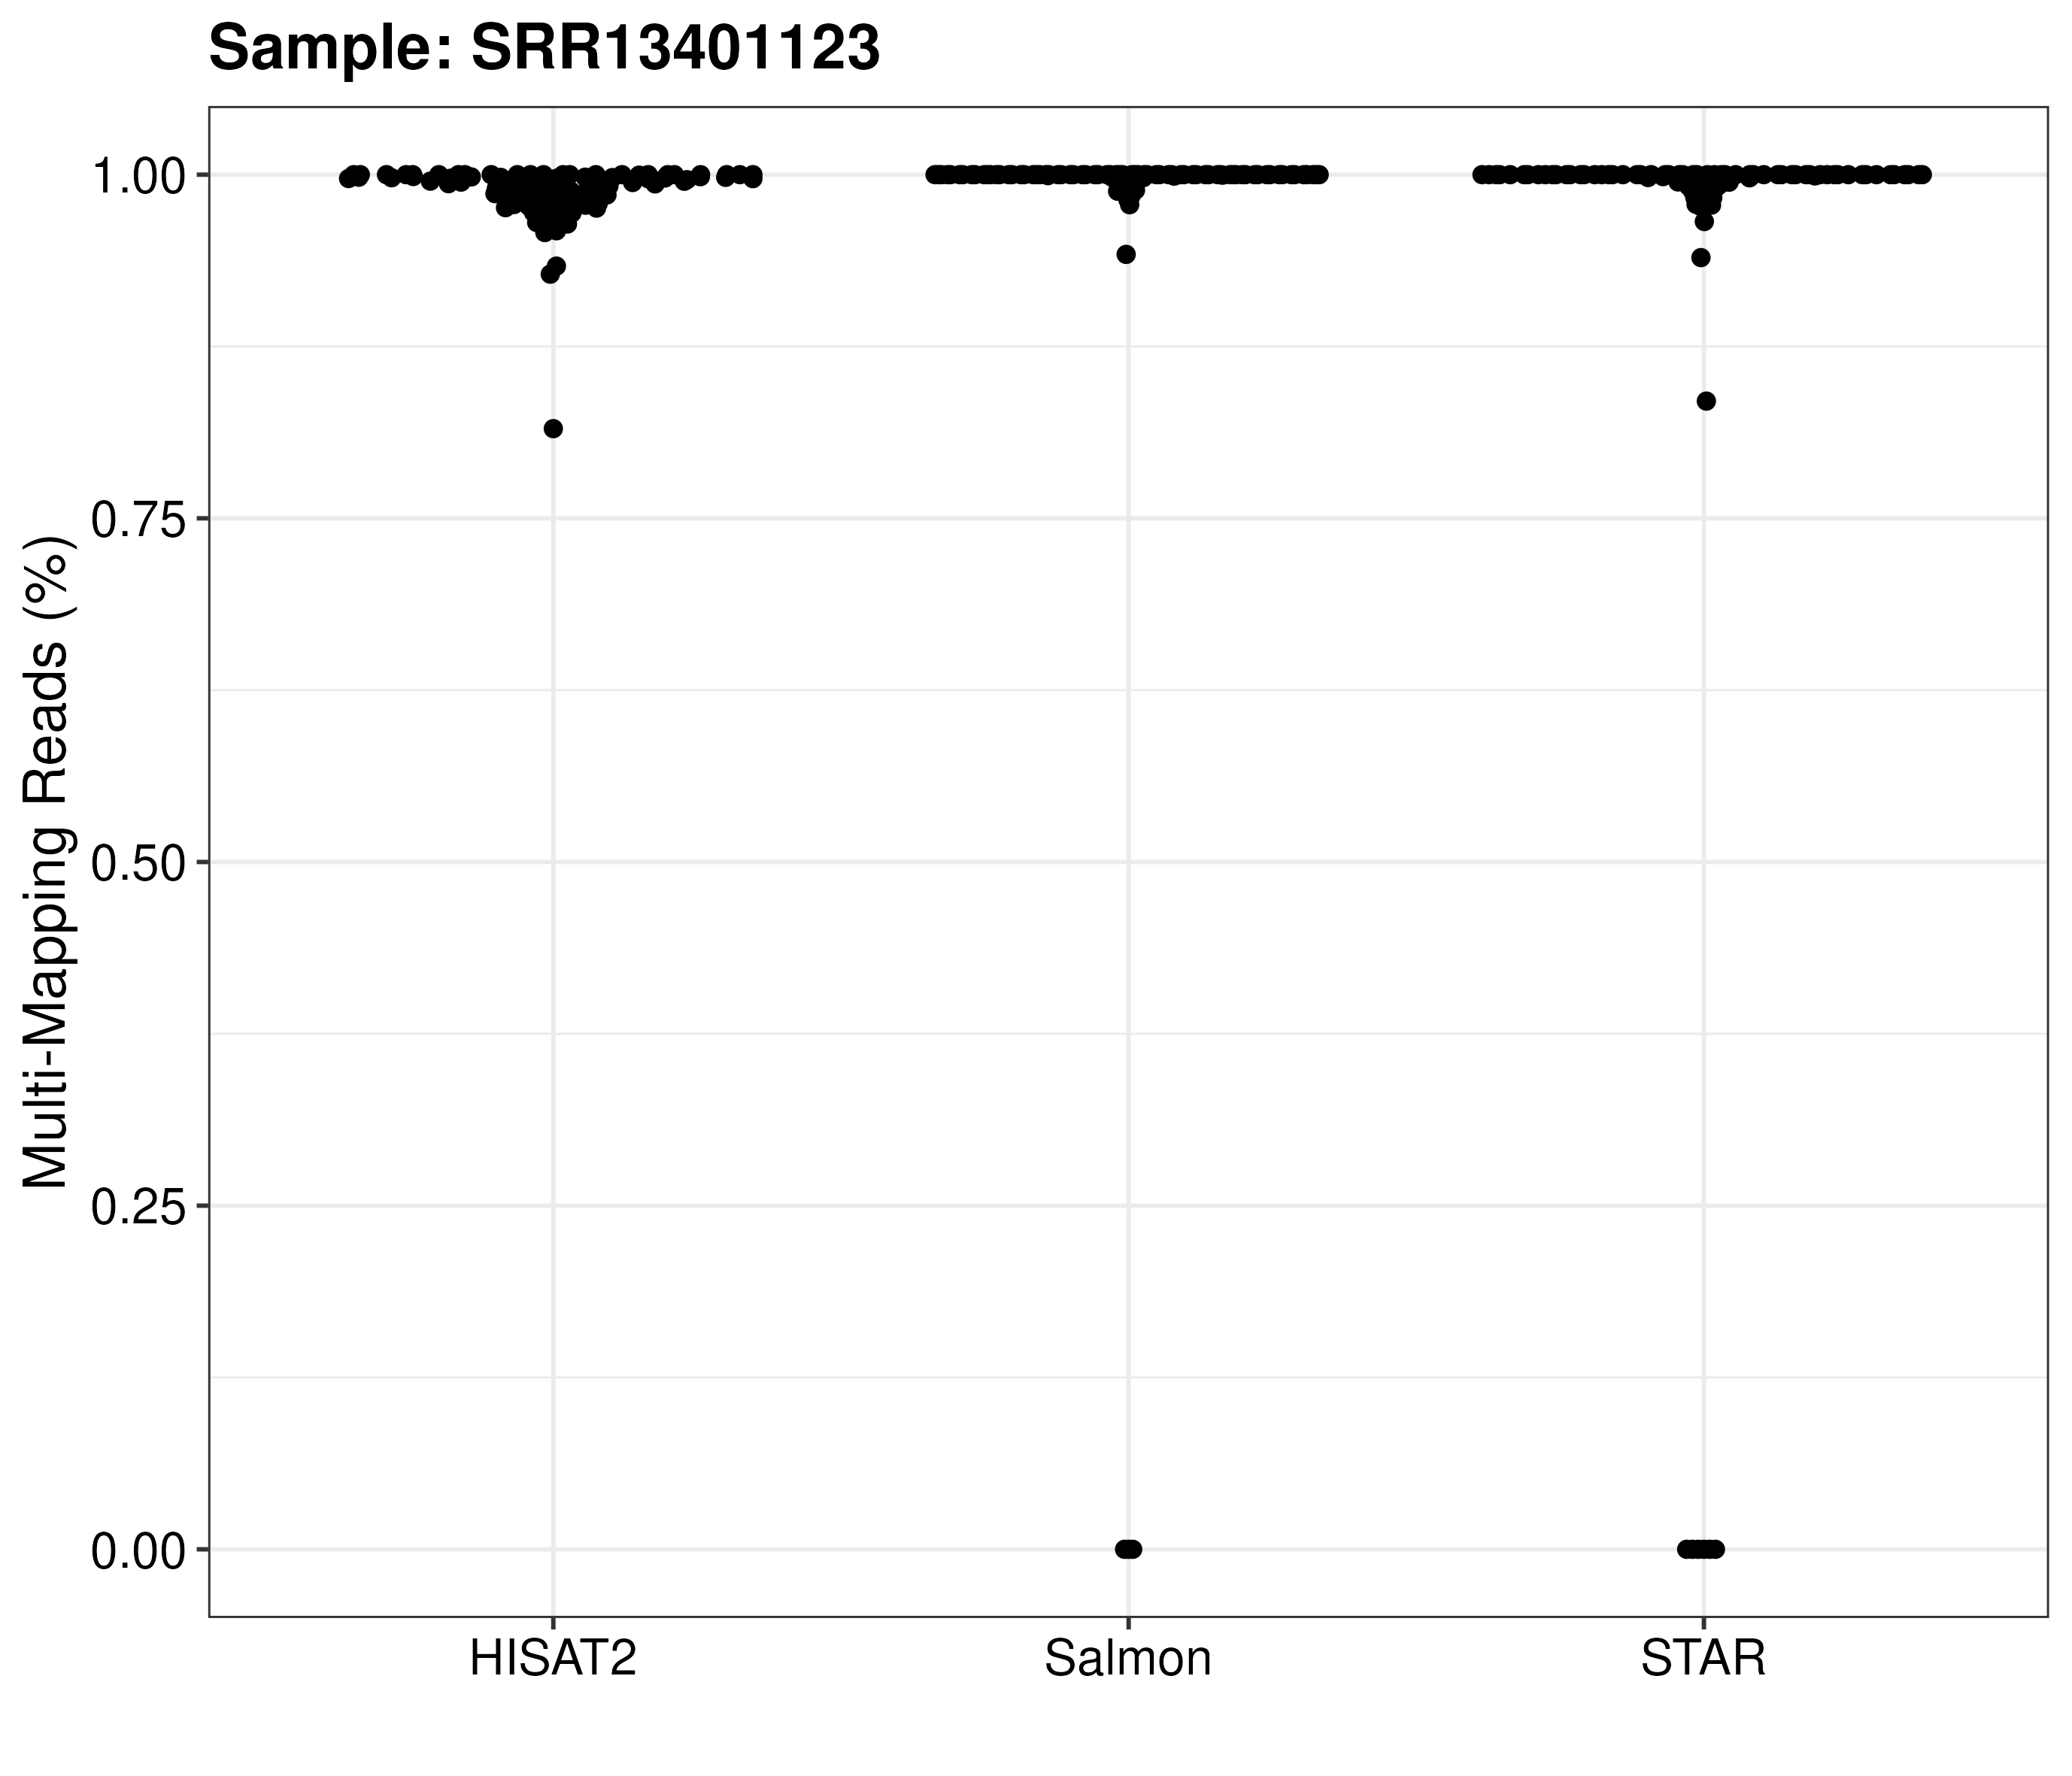 Sample: SRR13401123
Multi-Mapping Reads (%)
1.00
0.75
0.50
0.25
0.00
HISAT2 Salmon STAR